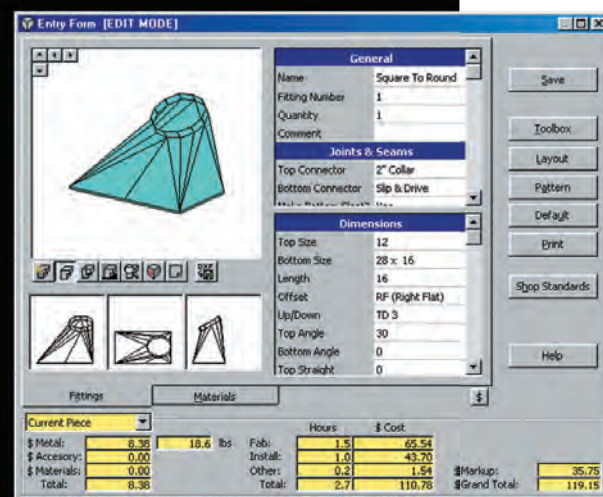 Entry Form [EDIT MODE]
General
Name Square To Round
Fitting Number 1
Quantity 1
Comment
Joints & Seams
Top Connector 2" Collar
Bottom Connector Slip & Drive
Dimensions
Top Size 12
Bottom Size 28 x 16
Length 16
Offset RF (Right Flat)
Up/Down TD 3
Top Angle 30
Bottom Angle 0
Top Straight 0
Save
Toolbox
Layout
Pattern
Default
Print
Shop Standards
Help
Fittings Materials $
Current Piece Hours $ Cost
$ Metal: 8.38 18.6 lbs Fab: 1.5 65.54
$ Accesory: 0.00 Install: 1.0 43.70
$ Materials: 0.00 Other: 0.2 1.54 $Markup: 35.75
Total: 8.38 Total: 2.7 110.78 $Grand Total: 119.15